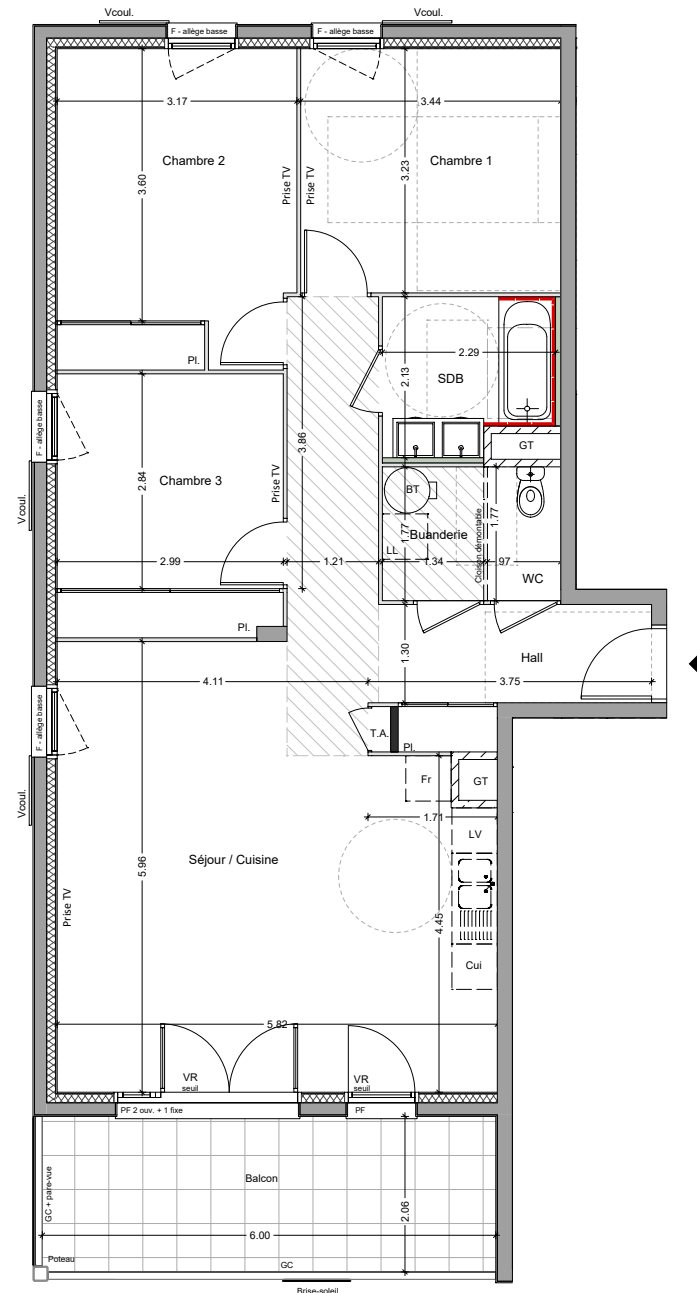 Vcoul.
Vcoul.
F - allège basse
F - allège basse
3.17
3.44
Chambre 2
Chambre 1
3.60
Prise TV
Prise TV
3.23
Pl.
2.29
SDB
2.13
F - allège basse
GT
3.86
Chambre 3
Prise TV
2.84
BT
1.77
Buanderie
1.77
Cloison démontable
LL
Vcoul.
2.99
1.21
1.34
97
WC
Pl.
1.30
Hall
4.11
3.75
F - allège basse
T.A.
Pl.
Fr
GT
Vcoul.
1.71
LV
Séjour / Cuisine
5.96
Prise TV
4.45
Cui
5.82
VR
seuil
VR
seuil
PF 2 ouv. + 1 fixe
PF
GC + pare-vue
Balcon
2.06
6.00
Poteau
GC
Brise-soleil